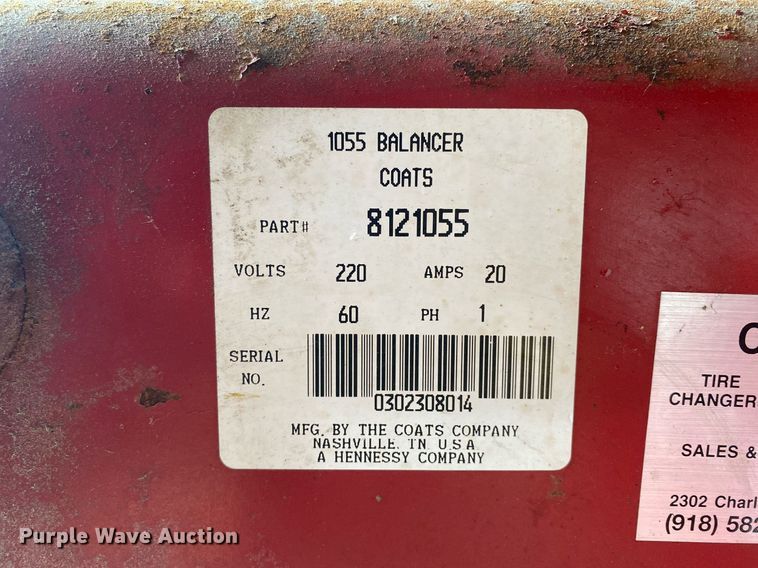 1055 BALANCER
COATS
PART# 8121055
VOLTS 220 AMPS 20
HZ 60 PH 1
SERIAL
NO.
0302308014
MFG. BY THE COATS COMPANY
NASHVILLE. TN. U.S.A
A HENNESSY COMPANY
TIRE
CHANGER
SALES &
2302 Charl
(918) 582
Purple Wave Auction